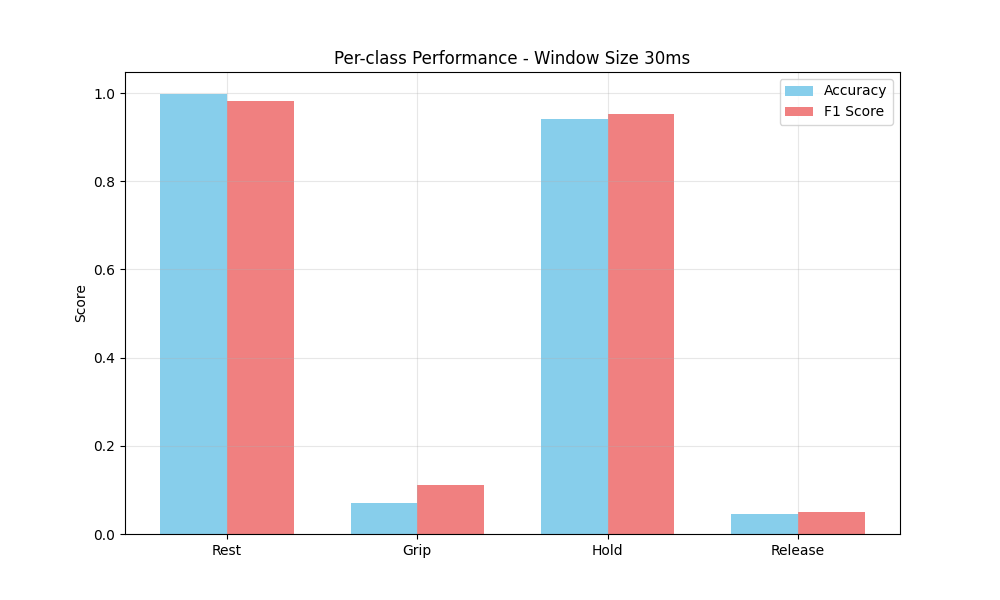 Per-class Performance - Window Size 30ms
Accuracy
F1 Score
Score
1.0
0.8
0.6
0.4
0.2
0.0
Rest
Grip
Hold
Release